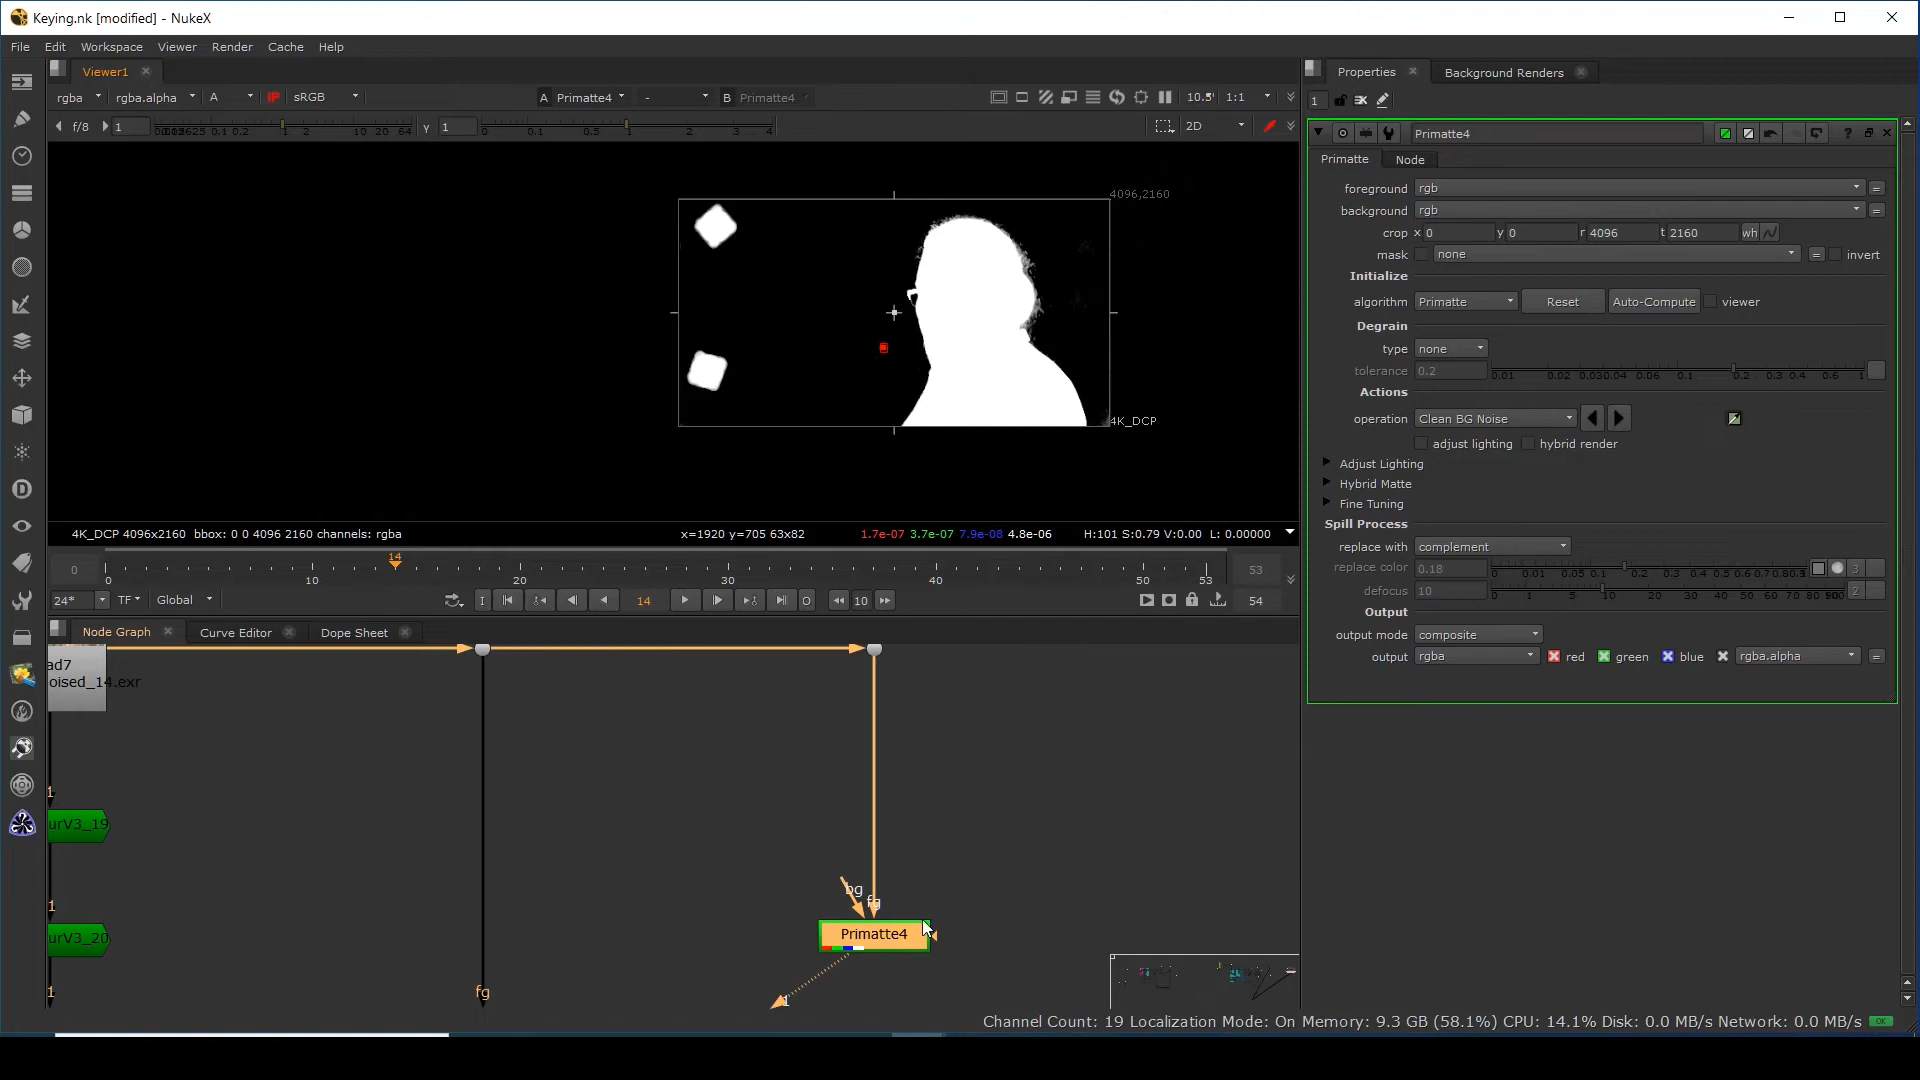 Keying.nk [modified] - NukeX
File Edit Workspace Viewer Render Cache Help
Viewer1
rgba rgba.alpha A IP sRGB A Primatte4 - B Primatte4 10.5 1:1
f/8 1 0.1 0.2 1 2 10 20 64 y 1 0 0.1 0.5 1 2 3 4 2D
4096,2160
4K_DCP
4K_DCP 4096x2160 bbox: 0 0 4096 2160 channels: rgba x=1920 y=705 63x82 1.7e-07 3.7e-07 7.9e-08 4.8e-06 H:101 S:0.79 V:0.00 L: 0.00000
0 0 10 14 20 30 40 50 53 53
24* TF Global I 14 O 10 54
Node Graph Curve Editor Dope Sheet
ad7
oised_14.exr
1
urV3_19
1
urV3_20
1
fg
bg
fg
Primatte4
1
Properties Background Renders
1
Primatte4 ?
Primatte Node
foreground rgb =
background rgb =
crop x 0 y 0 r 4096 t 2160 wh
mask none = invert
Initialize
algorithm Primatte Reset Auto-Compute viewer
Degrain
type none
tolerance 0.2 0.01 0.02 0.03 0.04 0.06 0.1 0.2 0.3 0.4 0.6 1
Actions
operation Clean BG Noise
adjust lighting hybrid render
Adjust Lighting
Hybrid Matte
Fine Tuning
Spill Process
replace with complement
replace color 0.18 0 0.01 0.05 0.1 0.2 0.3 0.4 0.5 0.6 0.7 0.8 0.9 1 3
defocus 10 0 1 5 10 20 30 40 50 60 70 80 2
Output
output mode composite
output rgba red green blue rgba.alpha =
Channel Count: 19 Localization Mode: On Memory: 9.3 GB (58.1%) CPU: 14.1% Disk: 0.0 MB/s Network: 0.0 MB/s OK